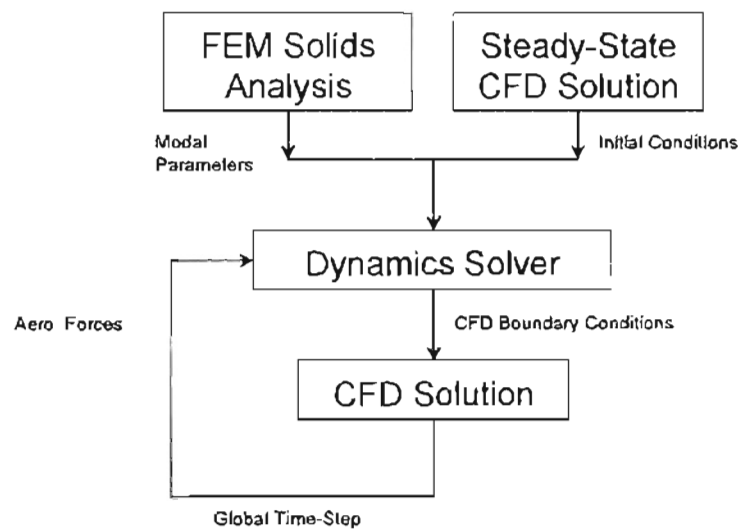 FEM Solids
Analysis
Steady-State
CFD Solution
Modal
Parameters
Initial Conditions
Dynamics Solver
Aero Forces
CFD Boundary Conditions
CFD Solution
Global Time-Step